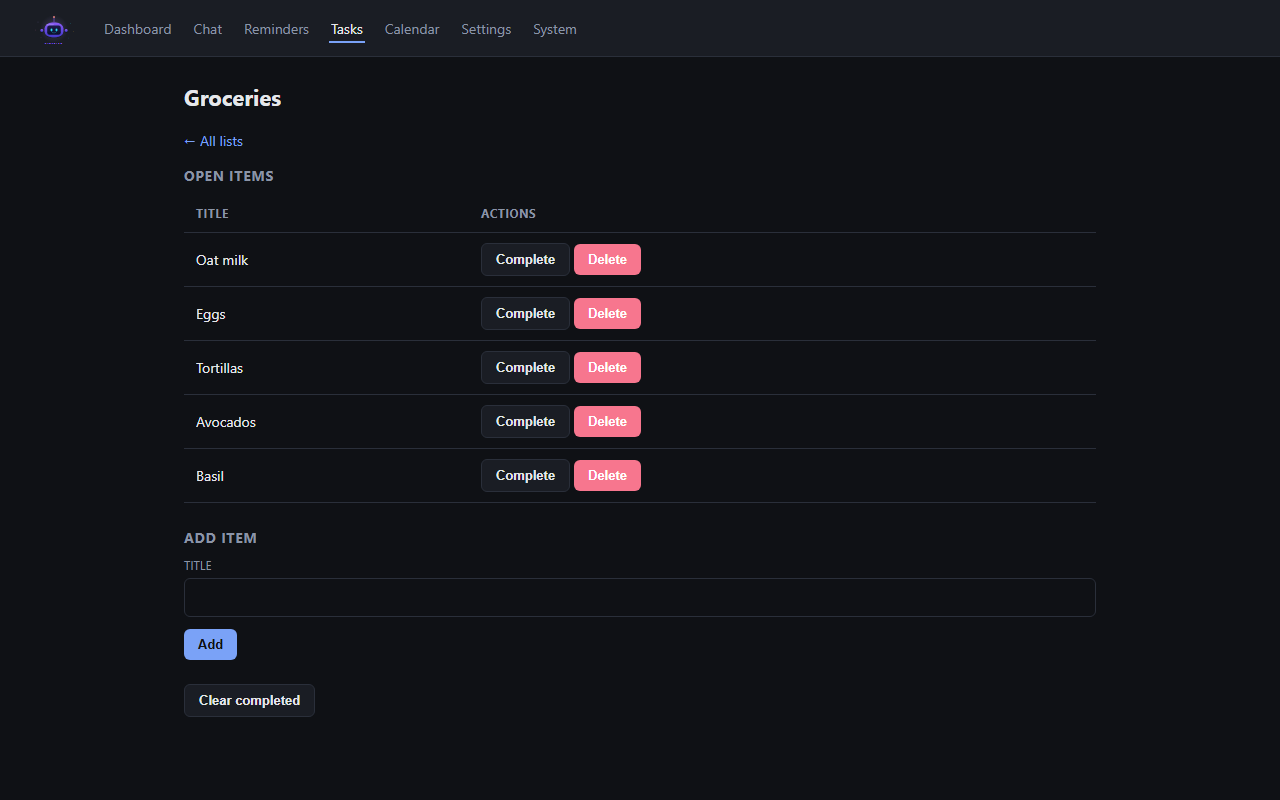 Dashboard Chat Reminders Tasks Calendar Settings System
Groceries
← All lists
OPEN ITEMS
TITLE ACTIONS
Oat milk Complete Delete
Eggs Complete Delete
Tortillas Complete Delete
Avocados Complete Delete
Basil Complete Delete
ADD ITEM
TITLE
Add
Clear completed